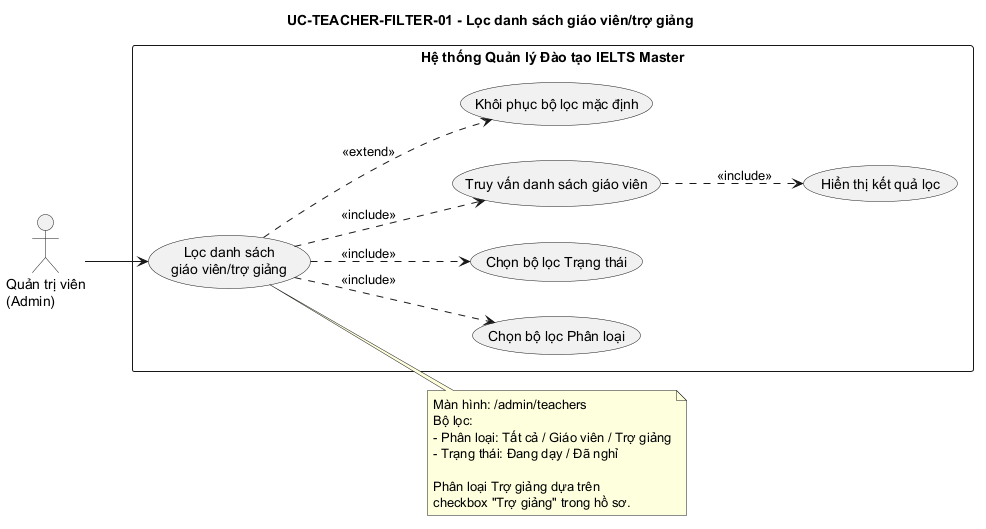 UC-TEACHER-FILTER-01 - Lọc danh sách giáo viên/trợ giảng
Hệ thống Quản lý Đào tạo IELTS Master
Khôi phục bộ lọc mặc định
«extend»
Truy vấn danh sách giáo viên
«include»
Hiển thị kết quả lọc
«include»
Lọc danh sách
giáo viên/trợ giảng
«include»
Chọn bộ lọc Trạng thái
«include»
Chọn bộ lọc Phân loại
Quản trị viên
(Admin)
Màn hình: /admin/teachers
Bộ lọc:
- Phân loại: Tất cả / Giáo viên / Trợ giảng
- Trạng thái: Đang dạy / Đã nghỉ
Phân loại Trợ giảng dựa trên
checkbox "Trợ giảng" trong hồ sơ.